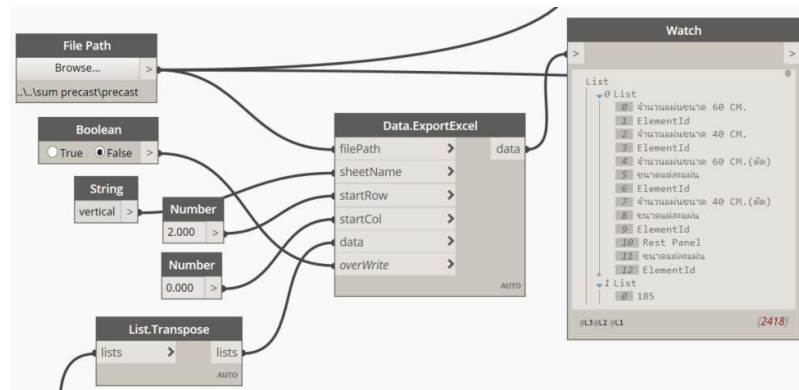 File Path
Browse... >
..\..\sum precast\precast
Boolean
True False >
String
vertical >
Number
2.000 >
Number
0.000 >
List.Transpose
lists > lists
AUTO
Data.ExportExcel
filePath > data
sheetName >
startRow >
startCol >
data >
overWrite >
AUTO
Watch
> >
List
0 List
0 จำนวนแผ่นขนาด 60 CM.
1 ElementId
2 จำนวนแผ่นขนาด 40 CM.
3 ElementId
4 จำนวนแผ่นขนาด 60 CM.(ตัด)
5 ขนาดแต่ละแผ่น
6 ElementId
7 จำนวนแผ่นขนาด 40 CM.(ตัด)
8 ขนาดแต่ละแผ่น
9 ElementId
10 Rest Panel
11 ขนาดแต่ละแผ่น
12 ElementId
1 List
0 185
@L3 @L2 @L1 {2418}